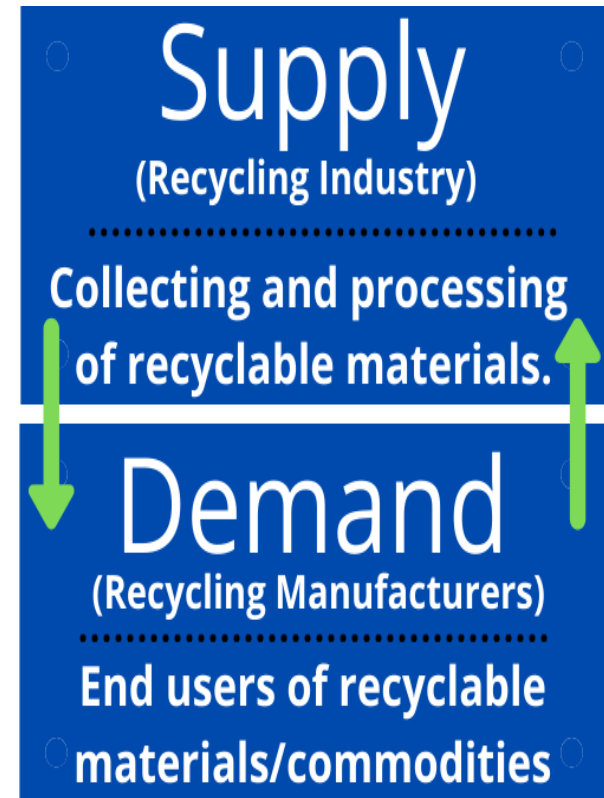 Supply
(Recycling Industry)
Collecting and processing
of recyclable materials.
Demand
(Recycling Manufacturers)
End users of recyclable
materials/commodities